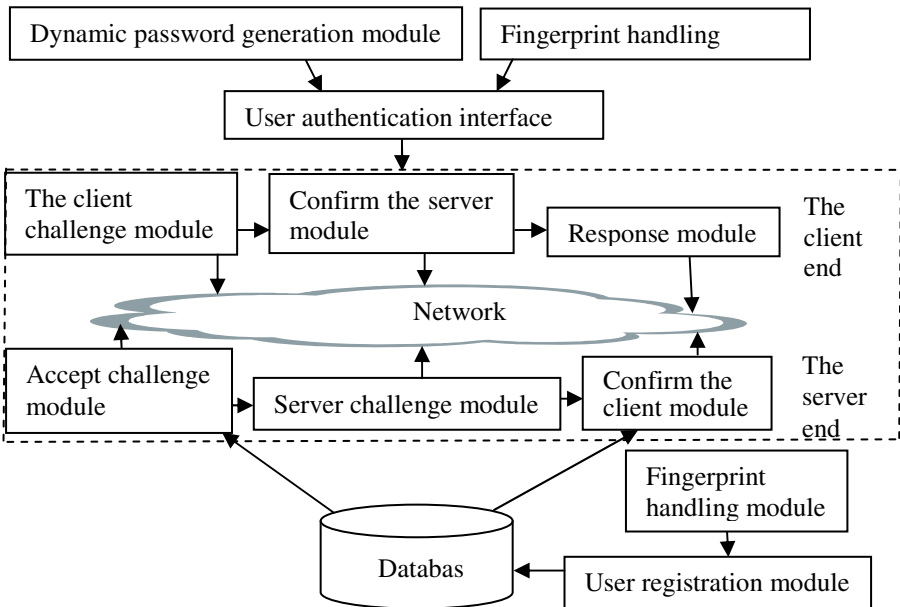 Dynamic password generation module
Fingerprint handling
User authentication interface
The client
challenge module
Confirm the server
module
Response module
The
client
end
Network
Accept challenge
module
Server challenge module
Confirm the
client module
The
server
end
Fingerprint
handling module
Databas
User registration module